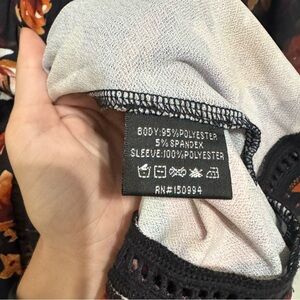 BODY:95%POLYESTER
5%SPANDEX
SLEEVE:100%POLYESTER
RN#150994